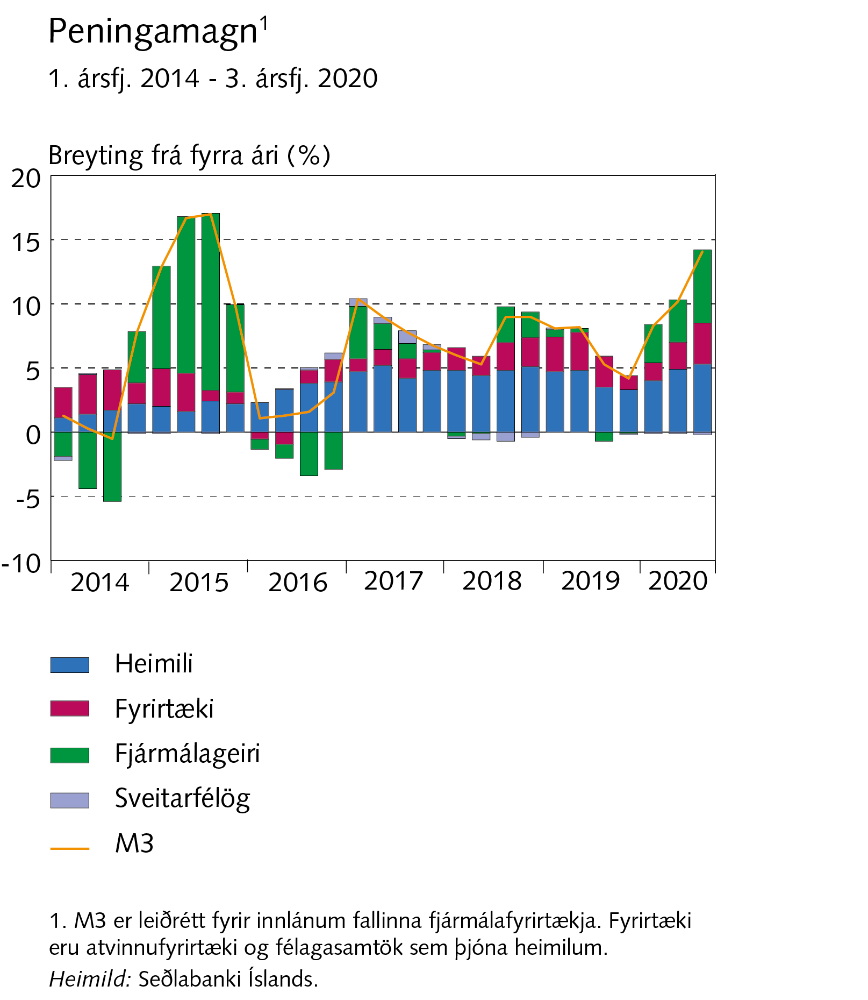 Peningamagn¹
1. ársfj. 2014 - 3. ársfj. 2020
Breyting frá fyrra ári (%)
20
15
10
5
0
-5
-10
2014 2015 2016 2017 2018 2019 2020
Heimili
Fyrirtæki
Fjármálageiri
Sveitarfélög
M3
1. M3 er leiðrétt fyrir innlánum fallinna fjármálafyrirtækja. Fyrirtæki
eru atvinnufyrirtæki og félagasamtök sem þjóna heimilum.
Heimild: Seðlabanki Íslands.